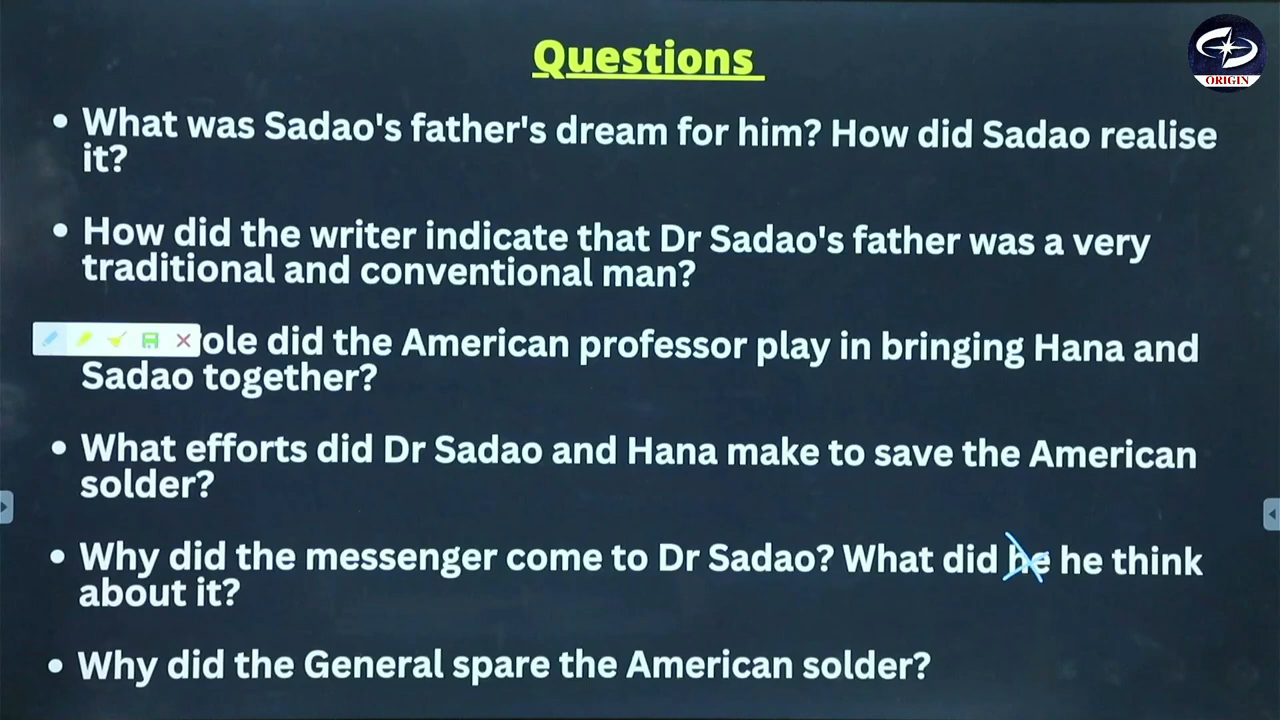 Questions
ORIGIN
• What was Sadao's father's dream for him? How did Sadao realise
it?
• How did the writer indicate that Dr Sadao's father was a very
traditional and conventional man?
ole did the American professor play in bringing Hana and
Sadao together?
• What efforts did Dr Sadao and Hana make to save the American
solder?
• Why did the messenger come to Dr Sadao? What did he he think
about it?
• Why did the General spare the American solder?